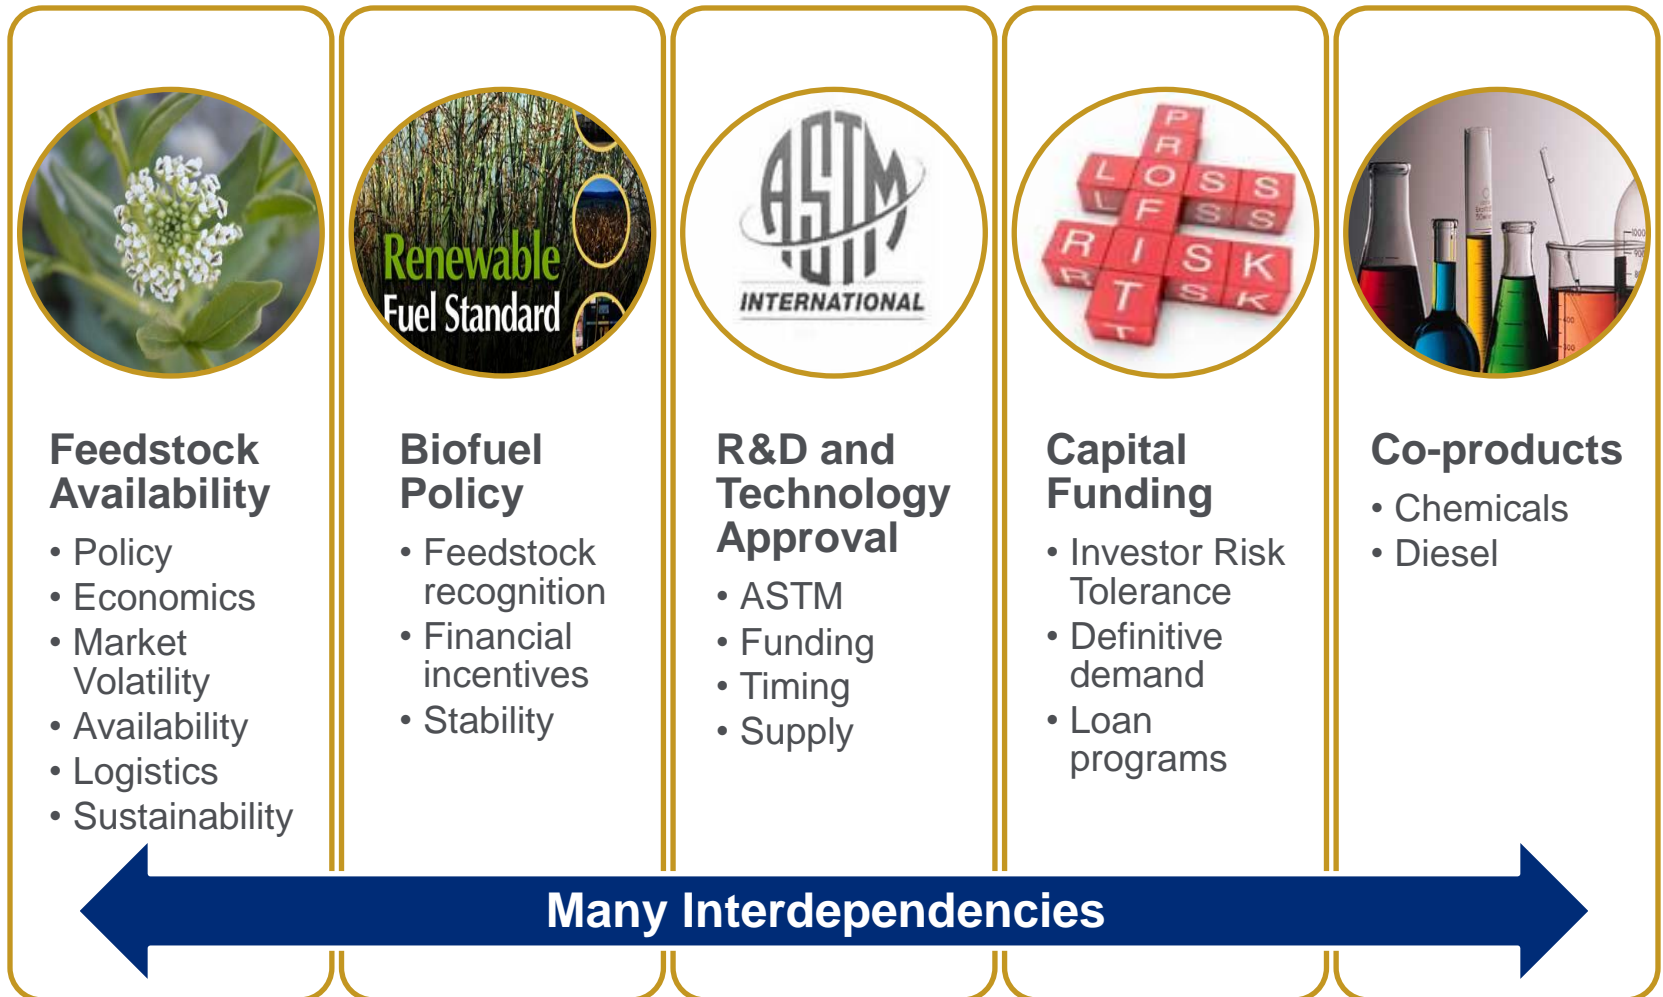 Renewable
Fuel Standard
ASTM
INTERNATIONAL
PROFIT
LOSS
RISK
Feedstock
Availability
• Policy
• Economics
• Market
Volatility
• Availability
• Logistics
• Sustainability
Biofuel
Policy
• Feedstock
recognition
• Financial
incentives
• Stability
R&D and
Technology
Approval
• ASTM
• Funding
• Timing
• Supply
Capital
Funding
• Investor Risk
Tolerance
• Definitive
demand
• Loan
programs
Co-products
• Chemicals
• Diesel
Many Interdependencies